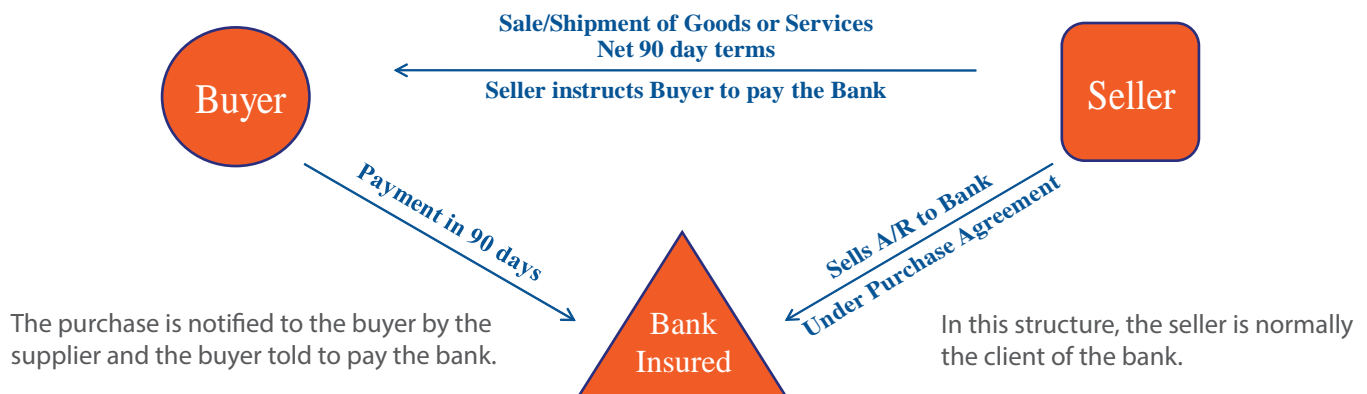 Sale/Shipment of Goods or Services
Net 90 day terms
Seller instructs Buyer to pay the Bank
Buyer
Seller
Payment in 90 days
Sells A/R to Bank
Under Purchase Agreement
The purchase is notified to the buyer by the
supplier and the buyer told to pay the bank.
Bank
Insured
In this structure, the seller is normally
the client of the bank.